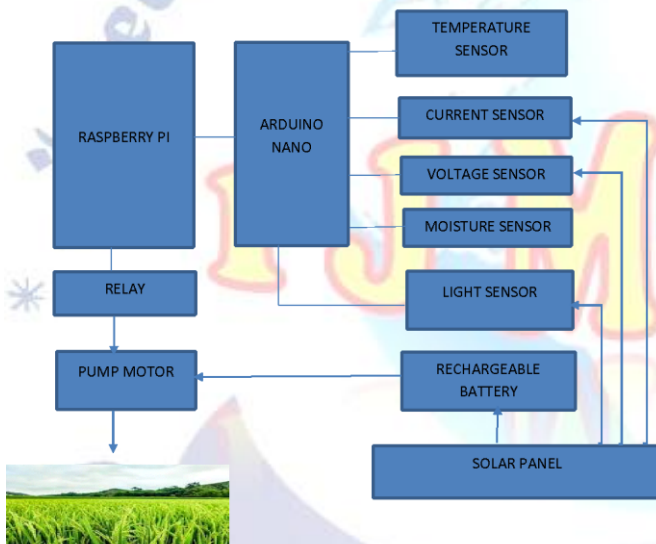 TEMPERATURE
SENSOR
RASPBERRY PI
ARDUINO
NANO
CURRENT SENSOR
VOLTAGE SENSOR
MOISTURE SENSOR
RELAY
LIGHT SENSOR
PUMP MOTOR
RECHARGEABLE
BATTERY
SOLAR PANEL
IJM